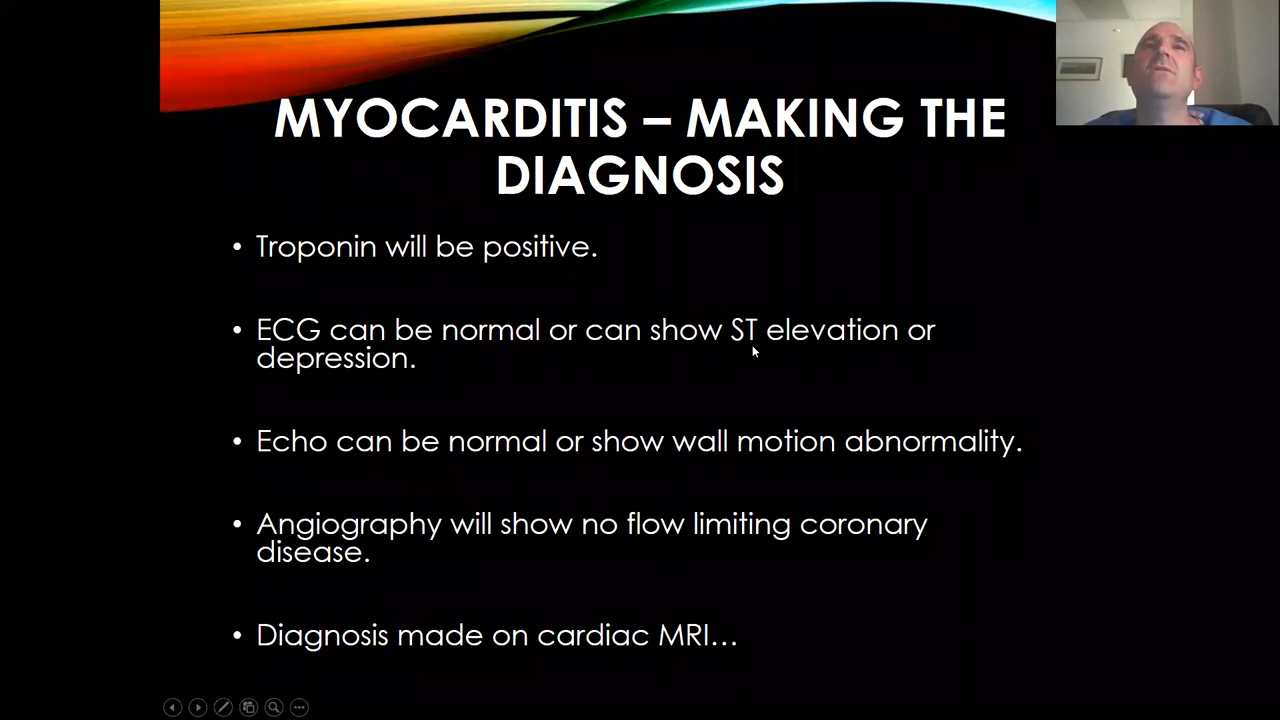 MYOCARDITIS – MAKING THE
DIAGNOSIS
• Troponin will be positive.
• ECG can be normal or can show ST elevation or
depression.
• Echo can be normal or show wall motion abnormality.
• Angiography will show no flow limiting coronary
disease.
• Diagnosis made on cardiac MRI…